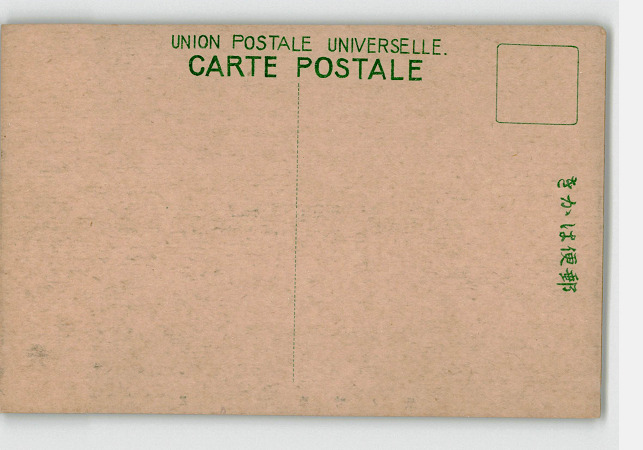 UNION POSTALE UNIVERSELLE.
CARTE POSTALE
きかは便郵